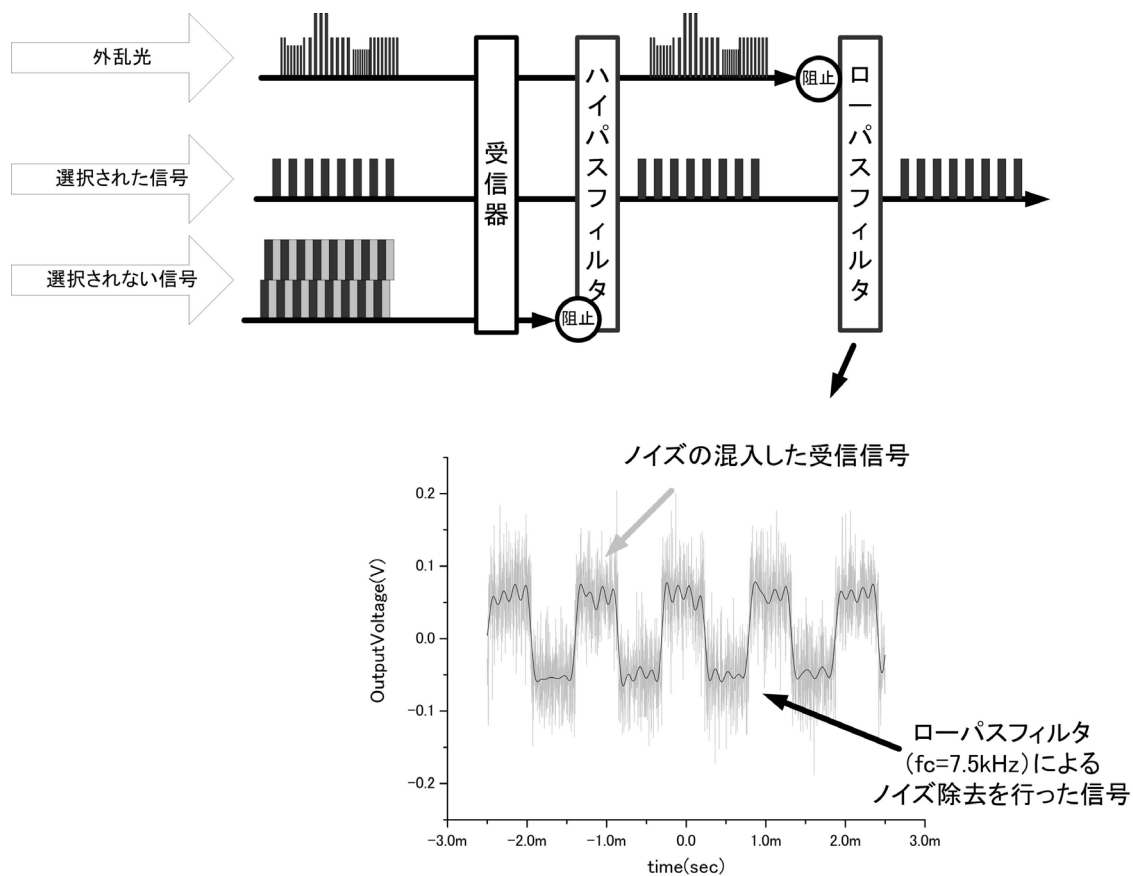 外乱光
選択された信号
選択されない信号
受信器
ハイパスフィルタ
阻止
阻止
ローパスフィルタ
ノイズの混入した受信信号
OutputVoltage(V)
0.2
0.1
0.0
-0.1
-0.2
-3.0m
-2.0m
-1.0m
0.0
1.0m
2.0m
3.0m
time(sec)
ローパスフィルタ
（fc=7.5kHz）による
ノイズ除去を行った信号